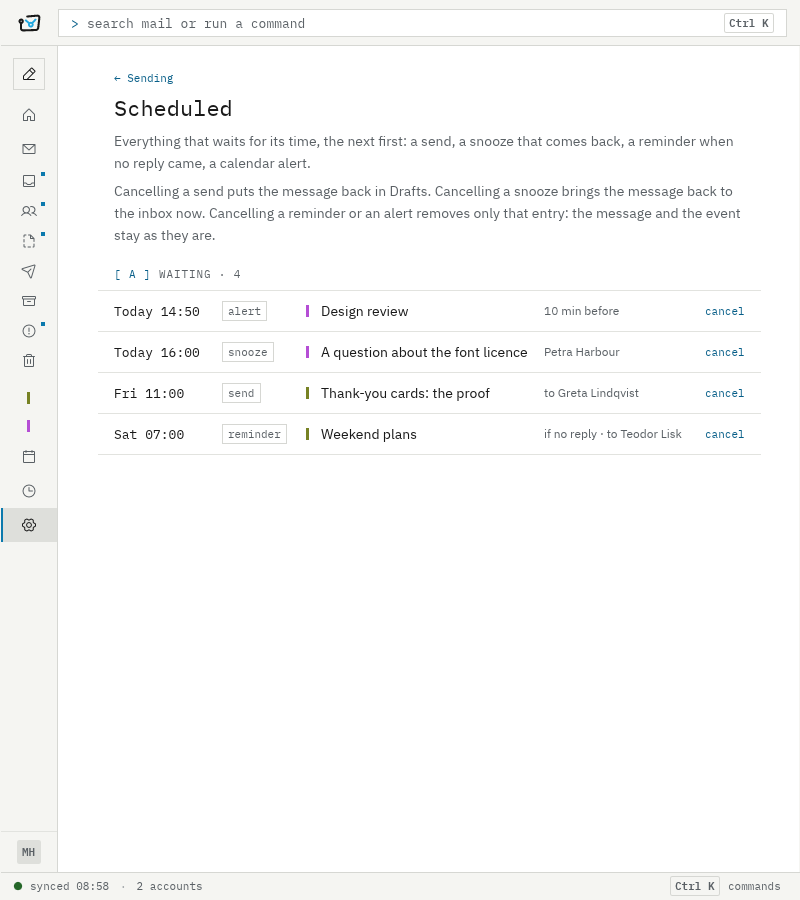 > search mail or run a command Ctrl K
← Sending
Scheduled
Everything that waits for its time, the next first: a send, a snooze that comes back, a reminder when
no reply came, a calendar alert.
Cancelling a send puts the message back in Drafts. Cancelling a snooze brings the message back to
the inbox now. Cancelling a reminder or an alert removes only that entry: the message and the event
stay as they are.
[ A ] WAITING · 4
Today 14:50 alert Design review 10 min before cancel
Today 16:00 snooze A question about the font licence Petra Harbour cancel
Fri 11:00 send Thank-you cards: the proof to Greta Lindqvist cancel
Sat 07:00 reminder Weekend plans if no reply · to Teodor Lisk cancel
MH
synced 08:58 · 2 accounts Ctrl K commands